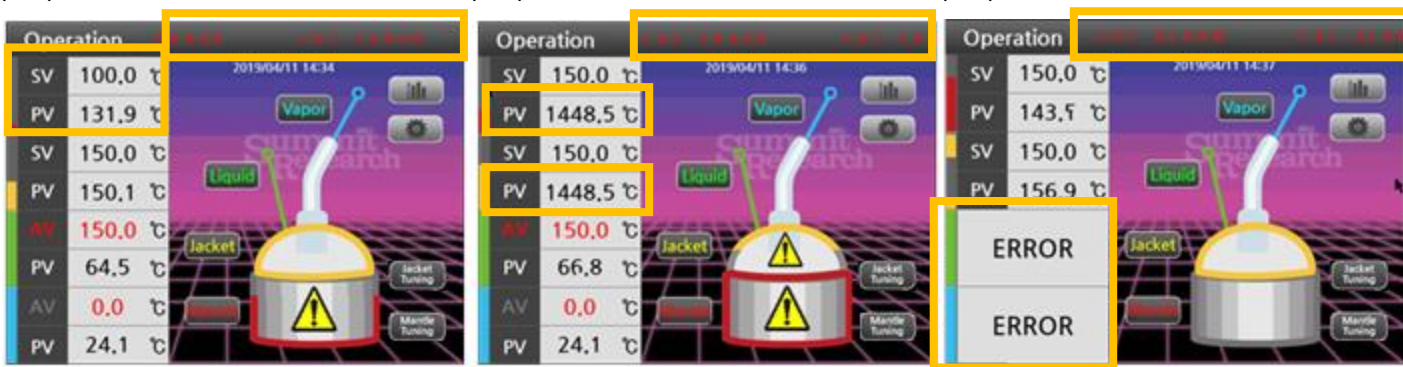 Operation
2019/04/11 14:34
SV 100.0 ℃
PV 131.9 ℃
SV 150.0 ℃
PV 150.1 ℃
AV 150.0 ℃
PV 64.5 ℃
AV 0.0 ℃
PV 24.1 ℃
Vapor
Summit Research
Liquid
Jacket
Jacket Tuning
Mantle Tuning
Operation
2019/04/11 14:36
SV 150.0 ℃
PV 1448.5 ℃
SV 150.0 ℃
PV 1448.5 ℃
AV 150.0 ℃
PV 66.8 ℃
AV 0.0 ℃
PV 24.1 ℃
Vapor
Summit Research
Liquid
Jacket
Jacket Tuning
Mantle Tuning
Operation
2019/04/11 14:37
SV 150.0 ℃
PV ℃
SV 150.0 ℃
PV 156.9 ℃
ERROR
ERROR
Vapor
Summit Research
Liquid
Jacket
Jacket Tuning
Mantle Tuning